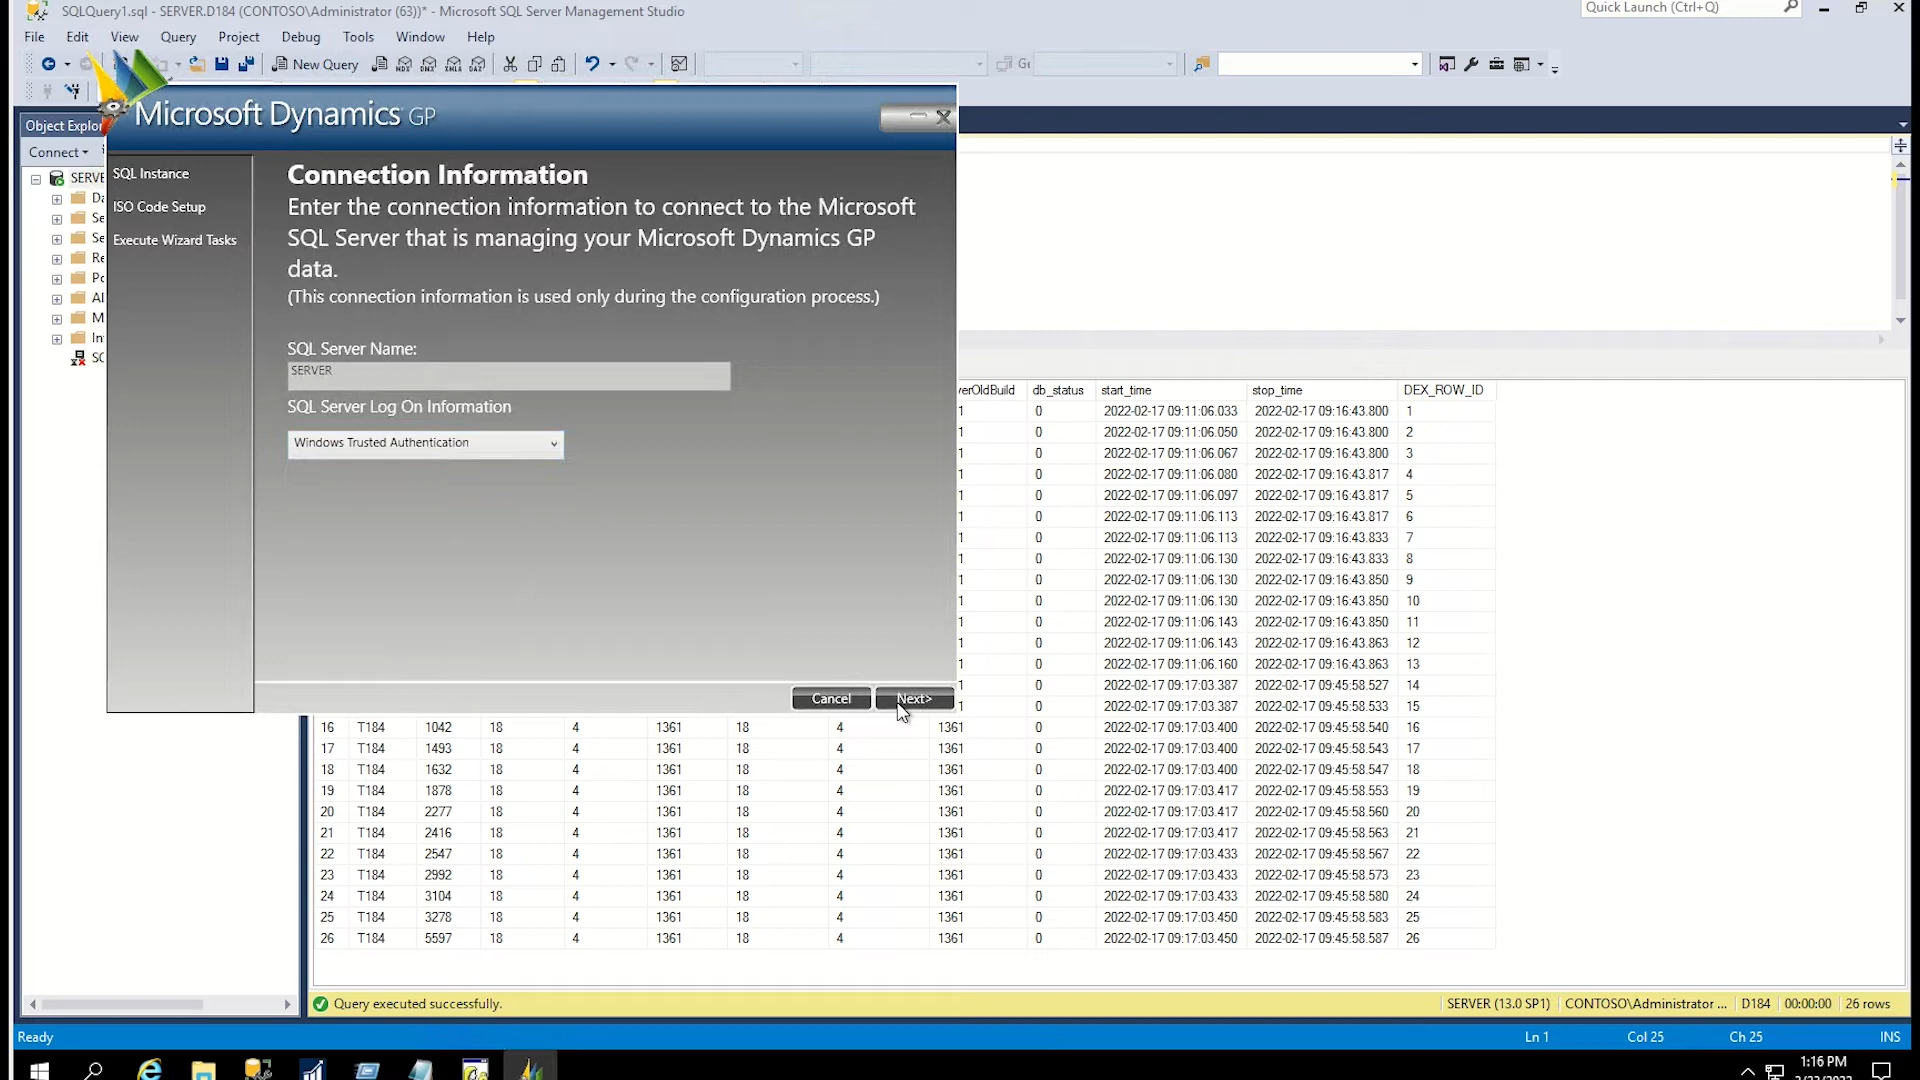 SQLQuery1.sql - SERVER.D184 (CONTOSO\Administrator (63))* - Microsoft SQL Server Management Studio
Quick Launch (Ctrl+Q)
File Edit View Query Project Debug Tools Window Help
New Query
MDX DMX XMLA DAX
Microsoft Dynamics GP
Object Explor
Connect
SERVE
Da
Se
Se
Re
Po
Al
M
In
SQ
SQL Instance
ISO Code Setup
Execute Wizard Tasks
Connection Information
Enter the connection information to connect to the Microsoft
SQL Server that is managing your Microsoft Dynamics GP
data.
(This connection information is used only during the configuration process.)
SQL Server Name:
SERVER
SQL Server Log On Information
Windows Trusted Authentication
Cancel Next>
verOldBuild db_status start_time stop_time DEX_ROW_ID
1 0 2022-02-17 09:11:06.033 2022-02-17 09:16:43.800 1
1 0 2022-02-17 09:11:06.050 2022-02-17 09:16:43.800 2
1 0 2022-02-17 09:11:06.067 2022-02-17 09:16:43.800 3
1 0 2022-02-17 09:11:06.080 2022-02-17 09:16:43.817 4
1 0 2022-02-17 09:11:06.097 2022-02-17 09:16:43.817 5
1 0 2022-02-17 09:11:06.113 2022-02-17 09:16:43.817 6
1 0 2022-02-17 09:11:06.113 2022-02-17 09:16:43.833 7
1 0 2022-02-17 09:11:06.130 2022-02-17 09:16:43.833 8
1 0 2022-02-17 09:11:06.130 2022-02-17 09:16:43.850 9
1 0 2022-02-17 09:11:06.130 2022-02-17 09:16:43.850 10
1 0 2022-02-17 09:11:06.143 2022-02-17 09:16:43.850 11
1 0 2022-02-17 09:11:06.143 2022-02-17 09:16:43.863 12
1 0 2022-02-17 09:11:06.160 2022-02-17 09:16:43.863 13
1 0 2022-02-17 09:17:03.387 2022-02-17 09:45:58.527 14
1 0 2022-02-17 09:17:03.387 2022-02-17 09:45:58.533 15
16 T184 1042 18 4 1361 18 4 1361 0 2022-02-17 09:17:03.400 2022-02-17 09:45:58.540 16
17 T184 1493 18 4 1361 18 4 1361 0 2022-02-17 09:17:03.400 2022-02-17 09:45:58.543 17
18 T184 1632 18 4 1361 18 4 1361 0 2022-02-17 09:17:03.400 2022-02-17 09:45:58.547 18
19 T184 1878 18 4 1361 18 4 1361 0 2022-02-17 09:17:03.417 2022-02-17 09:45:58.553 19
20 T184 2277 18 4 1361 18 4 1361 0 2022-02-17 09:17:03.417 2022-02-17 09:45:58.560 20
21 T184 2416 18 4 1361 18 4 1361 0 2022-02-17 09:17:03.417 2022-02-17 09:45:58.563 21
22 T184 2547 18 4 1361 18 4 1361 0 2022-02-17 09:17:03.433 2022-02-17 09:45:58.567 22
23 T184 2992 18 4 1361 18 4 1361 0 2022-02-17 09:17:03.433 2022-02-17 09:45:58.573 23
24 T184 3104 18 4 1361 18 4 1361 0 2022-02-17 09:17:03.433 2022-02-17 09:45:58.580 24
25 T184 3278 18 4 1361 18 4 1361 0 2022-02-17 09:17:03.450 2022-02-17 09:45:58.583 25
26 T184 5597 18 4 1361 18 4 1361 0 2022-02-17 09:17:03.450 2022-02-17 09:45:58.587 26
Query executed successfully. SERVER (13.0 SP1) CONTOSO\Administrator ... D184 00:00:00 26 rows
Ready Ln 1 Col 25 Ch 25 INS
1:16 PM